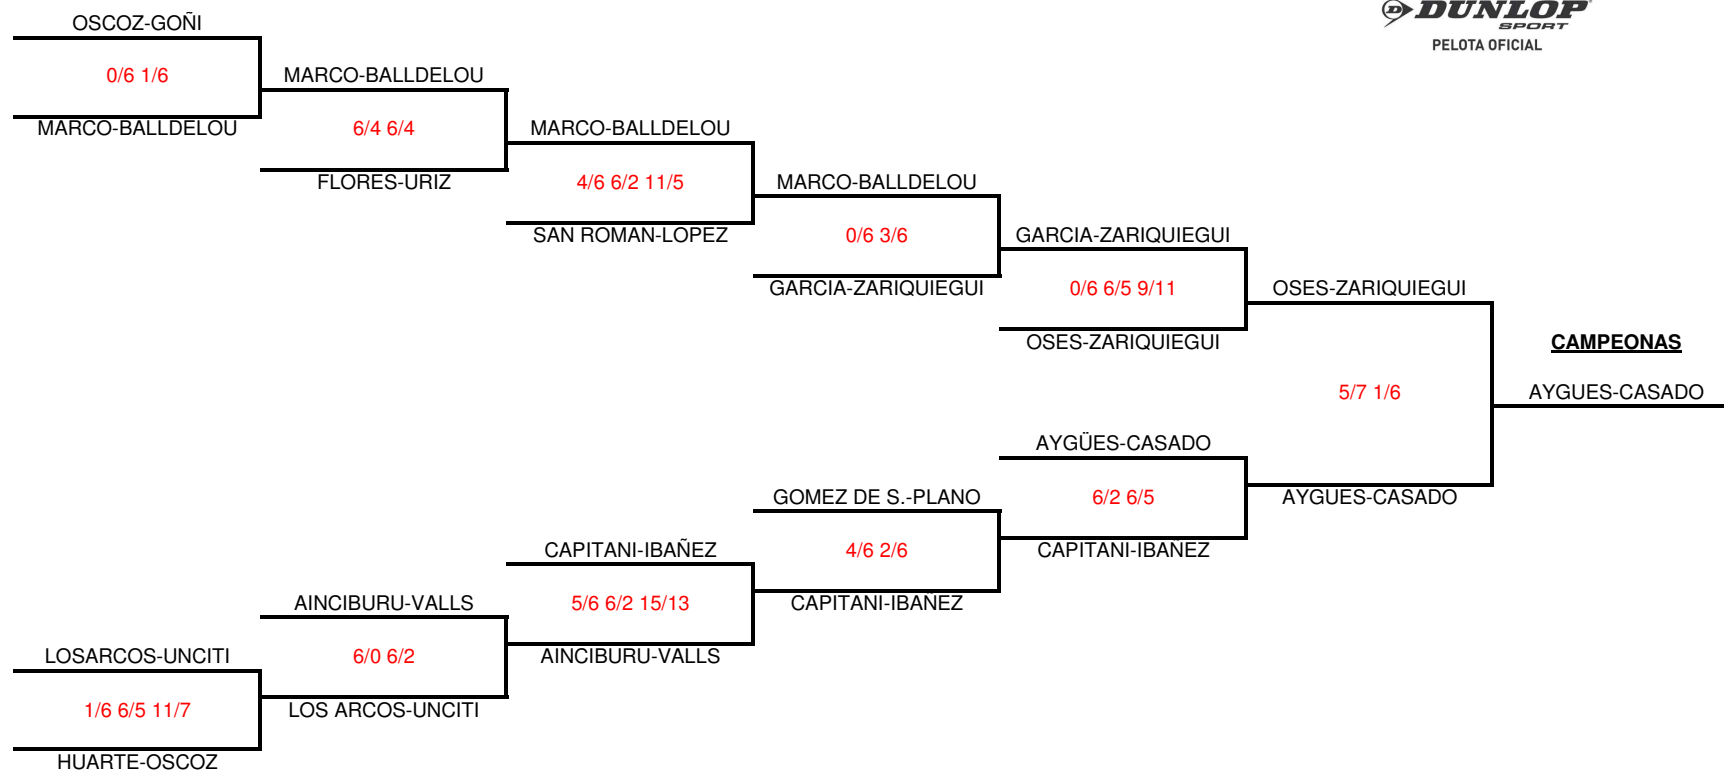 DUNLOP
SPORT
PELOTA OFICIAL
OSCOZ-GOÑI
0/6 1/6
MARCO-BALLDELOU
MARCO-BALLDELOU
6/4 6/4
FLORES-URIZ
MARCO-BALLDELOU
4/6 6/2 11/5
SAN ROMAN-LOPEZ
MARCO-BALLDELOU
0/6 3/6
GARCIA-ZARIQUIEGUI
GARCIA-ZARIQUIEGUI
0/6 6/5 9/11
OSES-ZARIQUIEGUI
OSES-ZARIQUIEGUI
5/7 1/6
AYGUES-CASADO
CAMPEONAS
AYGUES-CASADO
AYGÜES-CASADO
6/2 6/5
CAPITANI-IBAÑEZ
GOMEZ DE S.-PLANO
4/6 2/6
CAPITANI-IBAÑEZ
CAPITANI-IBAÑEZ
5/6 6/2 15/13
AINCIBURU-VALLS
AINCIBURU-VALLS
6/0 6/2
LOS ARCOS-UNCITI
LOSARCOS-UNCITI
1/6 6/5 11/7
HUARTE-OSCOZ